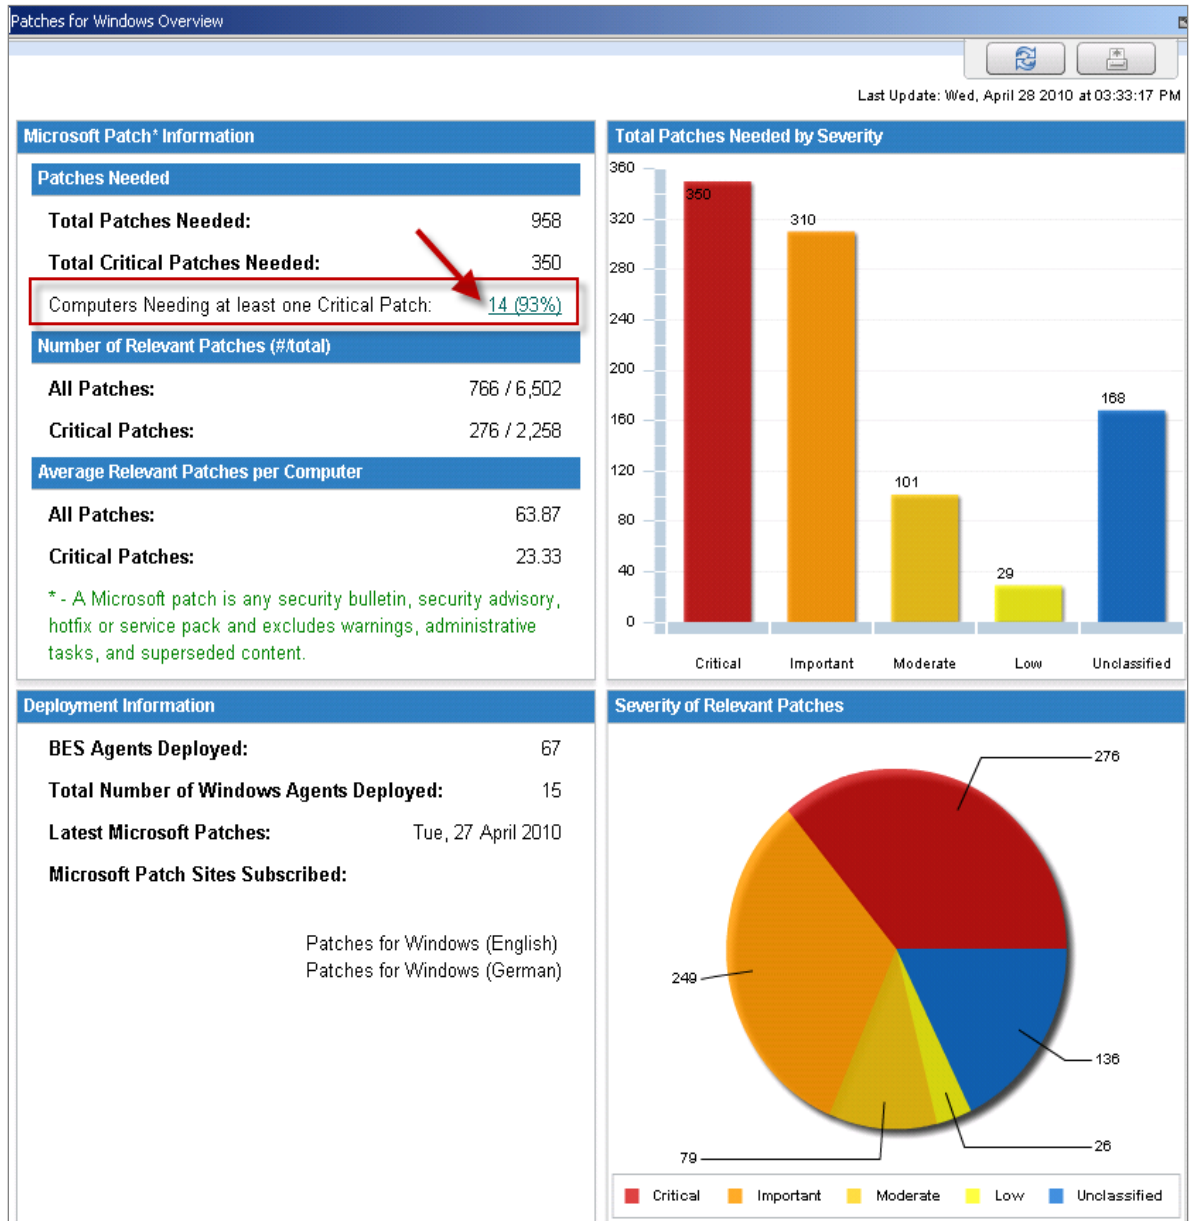 Patches for Windows Overview
Last Update: Wed, April 28 2010 at 03:33:17 PM
Microsoft Patch* Information
Patches Needed
Total Patches Needed: 958
Total Critical Patches Needed: 350
Computers Needing at least one Critical Patch: 14 (93%)
Number of Relevant Patches (#/total)
All Patches: 766 / 6,502
Critical Patches: 276 / 2,258
Average Relevant Patches per Computer
All Patches: 63.87
Critical Patches: 23.33
* - A Microsoft patch is any security bulletin, security advisory,
hotfix or service pack and excludes warnings, administrative
tasks, and superseded content.
Total Patches Needed by Severity
360
320
280
240
200
160
120
80
40
0
350
310
101
29
168
Critical Important Moderate Low Unclassified
Deployment Information
BES Agents Deployed: 67
Total Number of Windows Agents Deployed: 15
Latest Microsoft Patches: Tue, 27 April 2010
Microsoft Patch Sites Subscribed:
Patches for Windows (English)
Patches for Windows (German)
Severity of Relevant Patches
276
249
136
79
26
Critical Important Moderate Low Unclassified